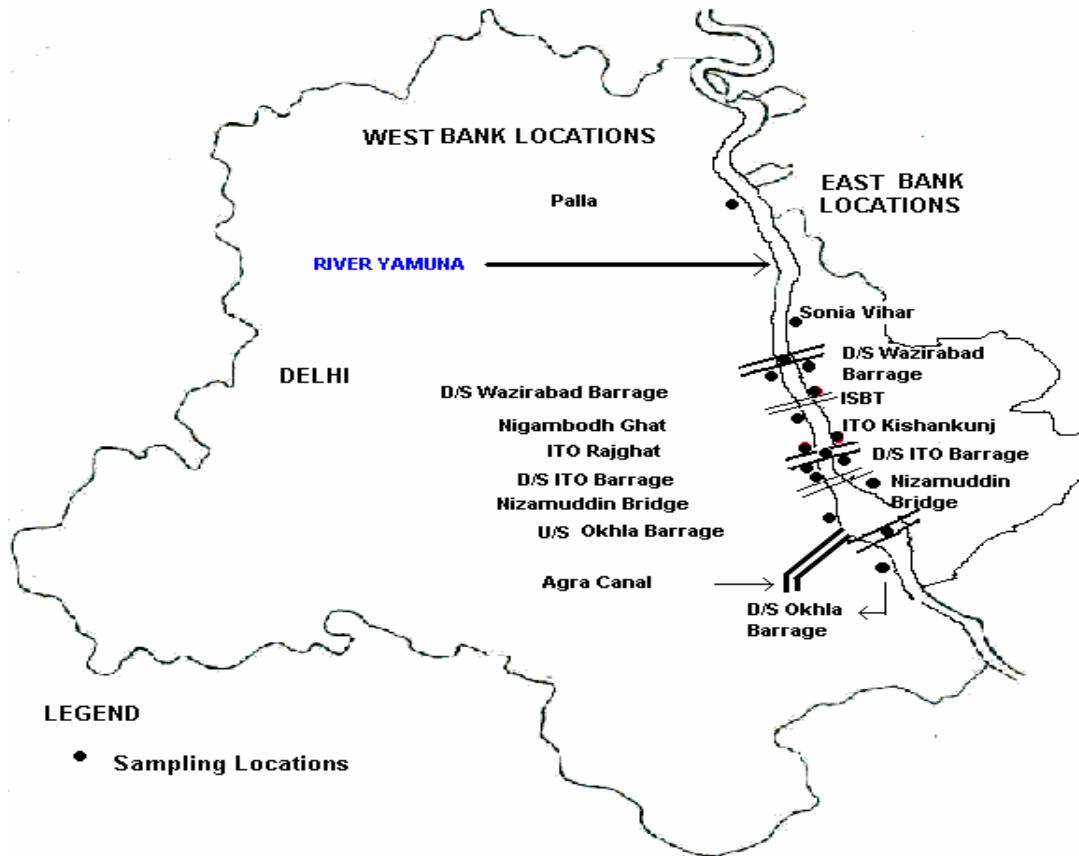 WEST BANK LOCATIONS
EAST BANK
LOCATIONS
Palla
RIVER YAMUNA
Sonia Vihar
DELHI
D/S Wazirabad
Barrage
D/S Wazirabad Barrage
ISBT
Nigambodh Ghat
ITO Kishankunj
ITO Rajghat
D/S ITO Barrage
D/S ITO Barrage
Nizamuddin
Bridge
Nizamuddin Bridge
U/S Okhla Barrage
Agra Canal
D/S Okhla
Barrage
LEGEND
Sampling Locations